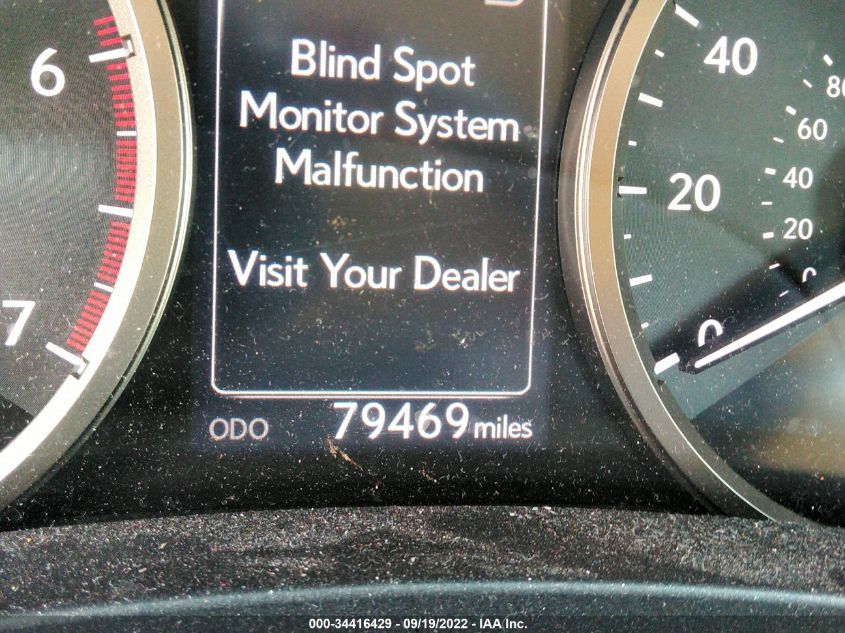 Blind Spot
Monitor System
Malfunction
Visit Your Dealer
ODO 79469 miles
6
7
40
20
0
80
60
40
20
0
000-34416429 - 09/19/2022 - IAA Inc.